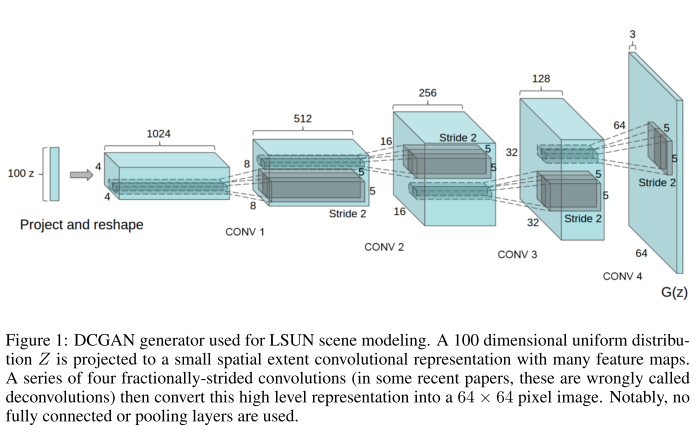 3
128
256
64
512
5
1024
16
Stride 2
5
32
5
5
100 z
4
8
5
5
Stride 2
4
5
5
8
16
Stride 2
Stride 2
32
Project and reshape
CONV 1
CONV 2
CONV 3
64
CONV 4
G(z)
Figure 1: DCGAN generator used for LSUN scene modeling. A 100 dimensional uniform distribu-
tion Z is projected to a small spatial extent convolutional representation with many feature maps.
A series of four fractionally-strided convolutions (in some recent papers, these are wrongly called
deconvolutions) then convert this high level representation into a 64 × 64 pixel image. Notably, no
fully connected or pooling layers are used.